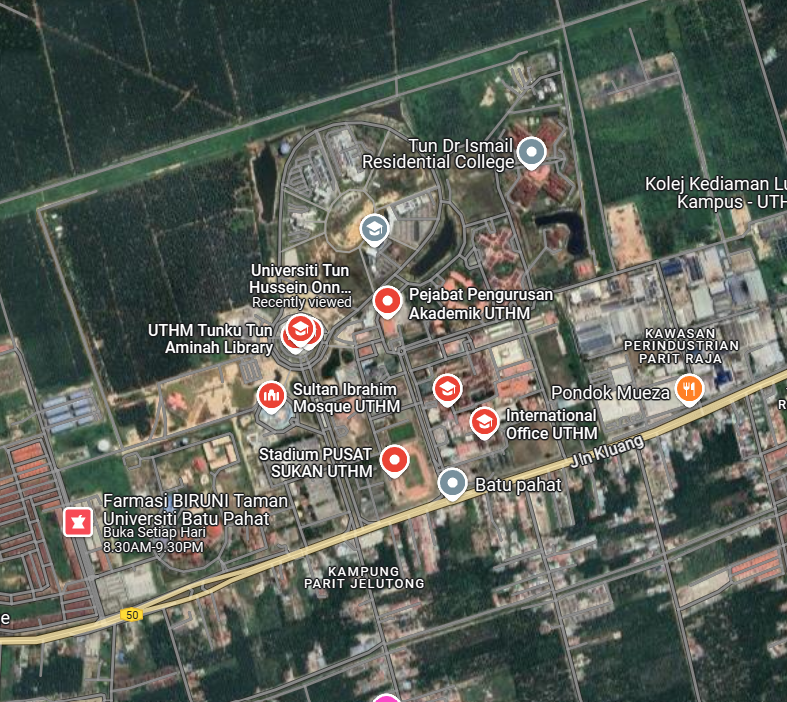 Tun Dr Ismail
Residential College
Kolej Kediaman Lu
Kampus - UTH
Universiti Tun
Hussein Onn...
Recently viewed
Pejabat Pengurusan
Akademik UTHM
UTHM Tunku Tun
Aminah Library
KAWASAN
PERINDUSTRIAN
PARIT RAJA
Sultan Ibrahim
Mosque UTHM
Pondok Mueza
International
Office UTHM
Jln Kluang
Stadium PUSAT
SUKAN UTHM
Batu pahat
Farmasi BIRUNI Taman
Universiti Batu Pahat
Buka Setiap Hari
8.30AM-9.30PM
KAMPUNG
PARIT JELUTONG
50
e
R